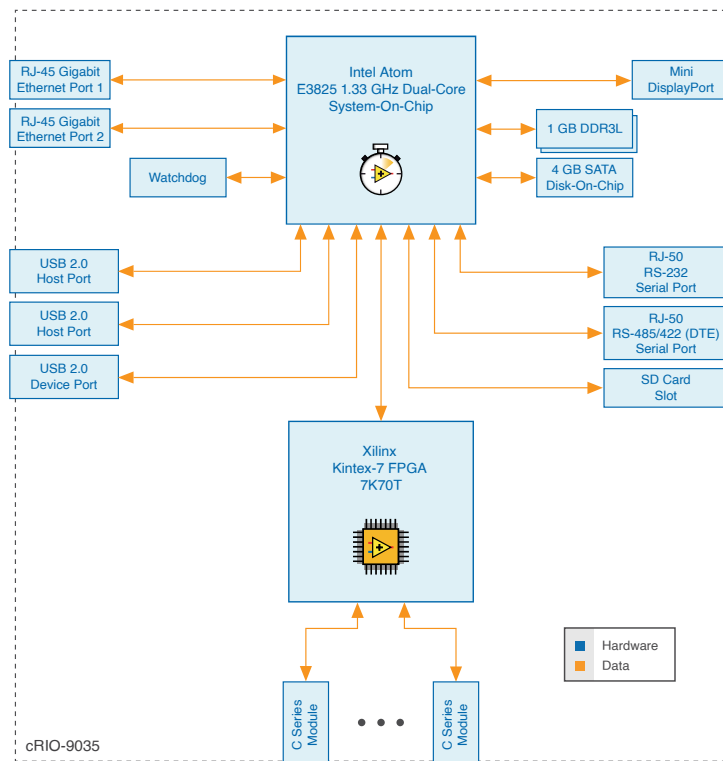 RJ-45 Gigabit
Ethernet Port 1
RJ-45 Gigabit
Ethernet Port 2
Watchdog
Intel Atom
E3825 1.33 GHz Dual-Core
System-On-Chip
Mini
DisplayPort
1 GB DDR3L
4 GB SATA
Disk-On-Chip
USB 2.0
Host Port
USB 2.0
Host Port
USB 2.0
Device Port
RJ-50
RS-232
Serial Port
RJ-50
RS-485/422 (DTE)
Serial Port
SD Card
Slot
Xilinx
Kintex-7 FPGA
7K70T
Hardware
Data
C Series
Module
C Series
Module
cRIO-9035